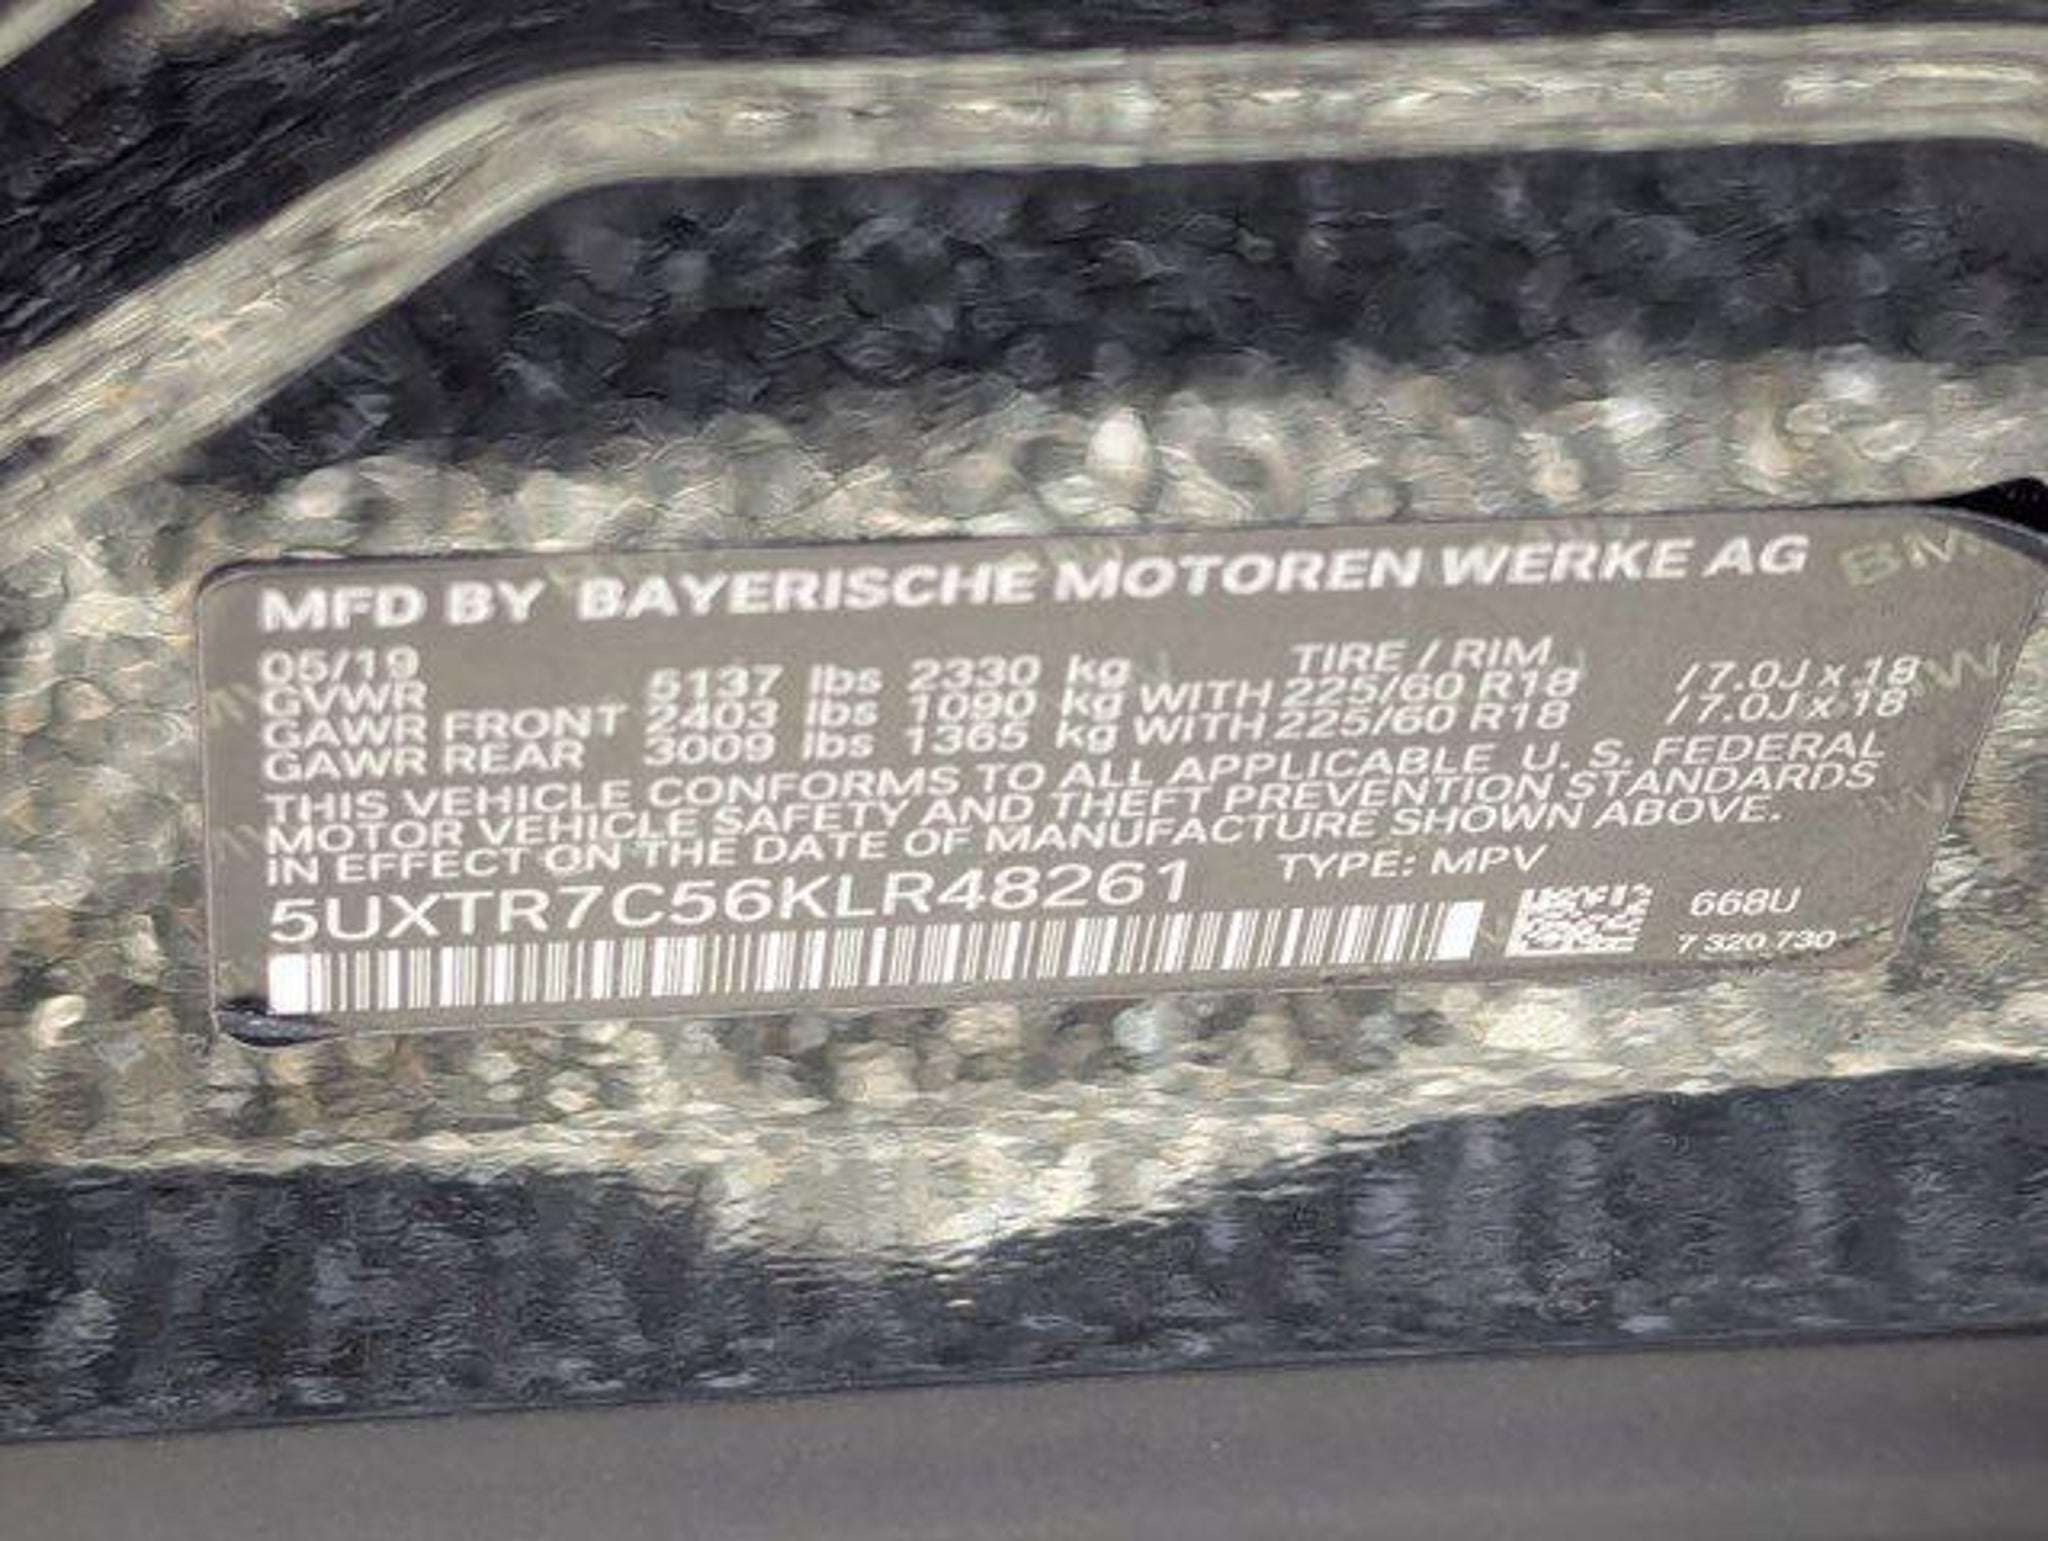 MFD BY BAYERISCHE MOTOREN WERKE AG
05/19 TIRE / RIM
GVWR 5137 lbs 2330 kg
GAWR FRONT 2403 lbs 1090 kg WITH 225/60 R18 /7.0J x 18
GAWR REAR 3009 lbs 1365 kg WITH 225/60 R18 /7.0J x 18
THIS VEHICLE CONFORMS TO ALL APPLICABLE U. S. FEDERAL
MOTOR VEHICLE SAFETY AND THEFT PREVENTION STANDARDS
IN EFFECT ON THE DATE OF MANUFACTURE SHOWN ABOVE.
5UXTR7C56KLR48261 TYPE: MPV
668U
7 320.730